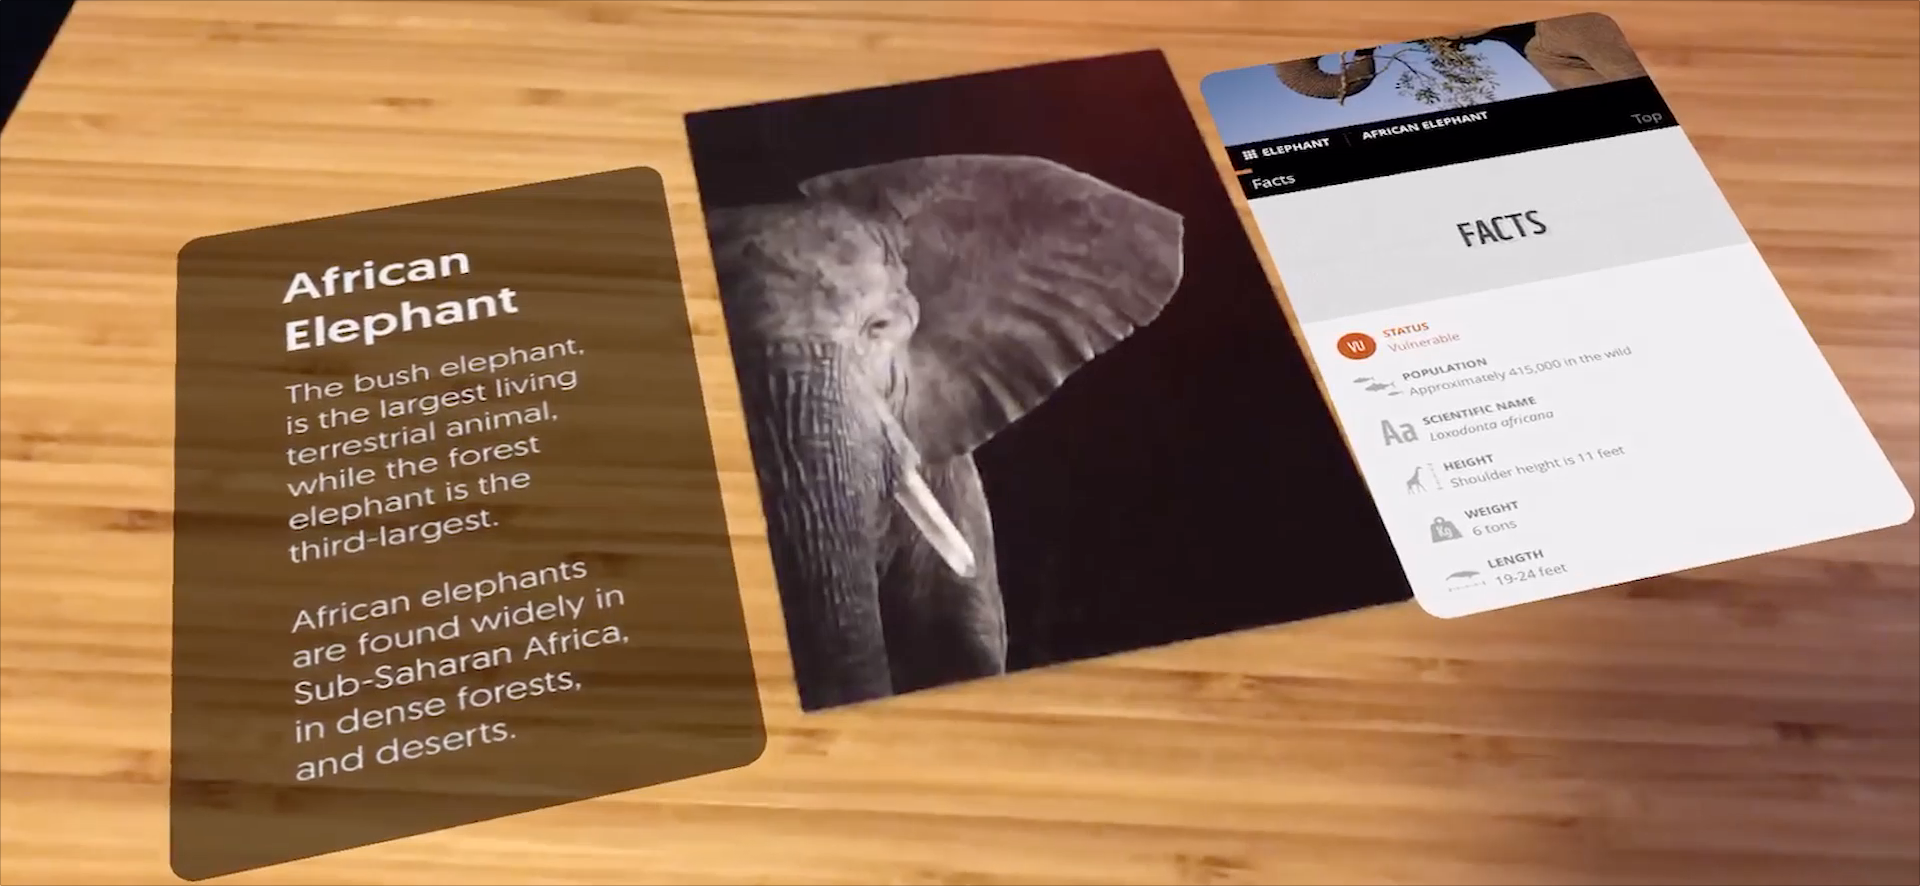 African
Elephant
The bush elephant,
is the largest living
terrestrial animal,
while the forest
elephant is the
third-largest.
African elephants
are found widely in
Sub-Saharan Africa,
in dense forests,
and deserts.
ELEPHANT
AFRICAN ELEPHANT
Top
Facts
FACTS
VU
STATUS
Vulnerable
POPULATION
Approximately 415,000 in the wild
Aa
SCIENTIFIC NAME
Loxodonta africana
HEIGHT
Shoulder height is 11 feet
Kg
WEIGHT
6 tons
LENGTH
19-24 feet